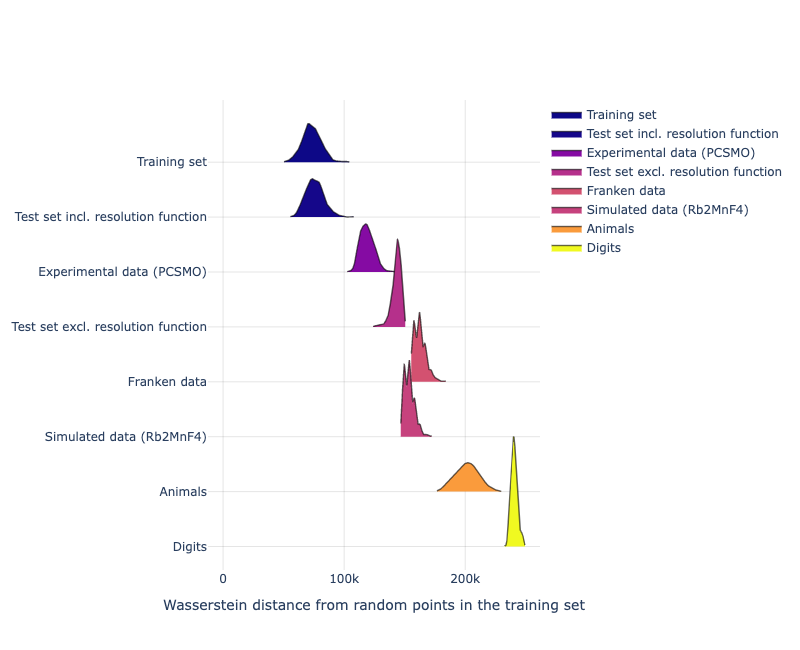 Training set
Test set incl. resolution function
Experimental data (PCSMO)
Test set excl. resolution function
Franken data
Simulated data (Rb2MnF4)
Animals
Digits
0
100k
200k
Wasserstein distance from random points in the training set
Training set
Test set incl. resolution function
Experimental data (PCSMO)
Test set excl. resolution function
Franken data
Simulated data (Rb2MnF4)
Animals
Digits